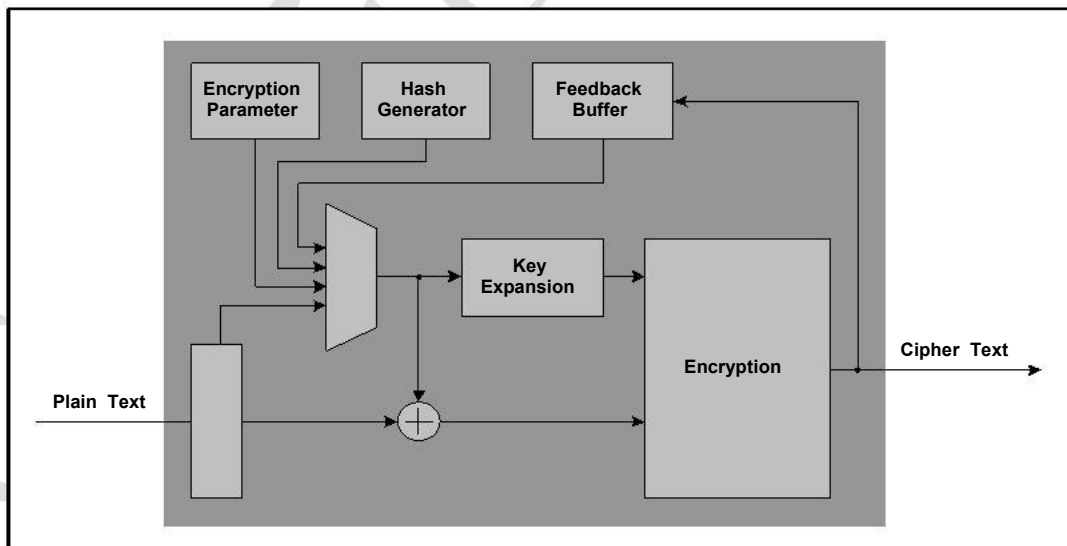 Encryption
Parameter
Hash
Generator
Feedback
Buffer
Key
Expansion
Encryption
Cipher Text
Plain Text